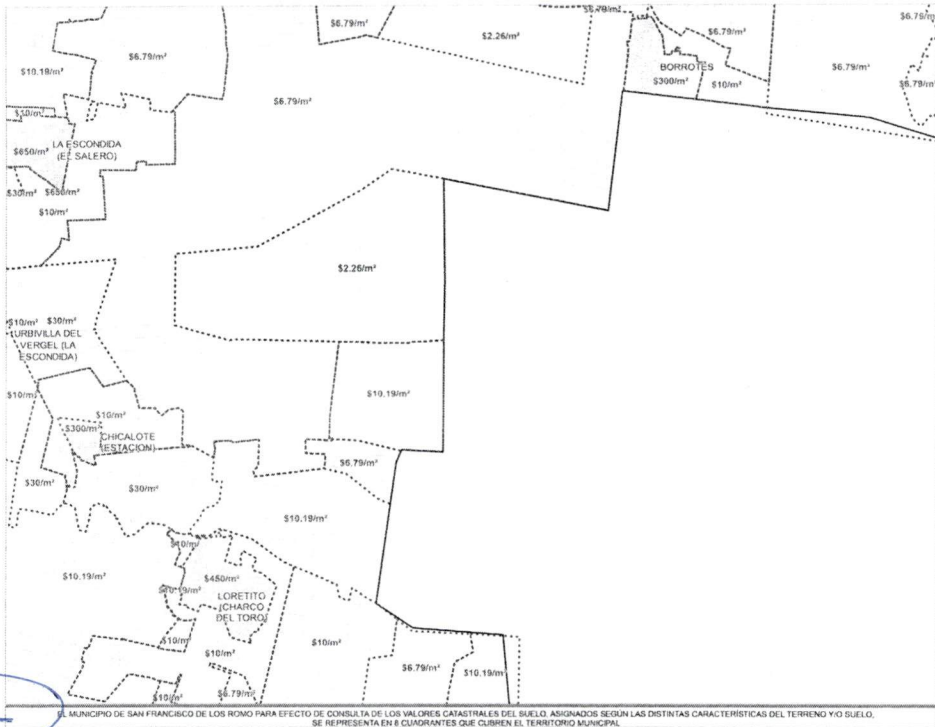 $6.79/m²
$6.79/m²
$2.26/m²
$6.79/m²
$6.79/m²
$6.79/m²
BORROTES
$300/m²
$10/m²
$6.79/m²
$6.79/m²
$10.19/m²
$6.79/m²
$10/m²
LA ESCONDIDA
(EL SALERO)
$650/m²
$30/m²
$650/m²
$10/m²
$2.26/m²
$10/m²
$30/m²
URBIVILLA DEL
VERGEL (LA
ESCONDIDA)
$10/m²
$10.19/m²
$10/m²
$300/m²
CHICALOTE
(ESTACION)
$6.79/m²
$30/m²
$30/m²
$10.19/m²
$10/m²
$10.19/m²
$450/m²
$10.19/m²
LORETITO
(CHARCO
DEL TORO)
$10/m²
$10/m²
$10/m²
$6.79/m²
$10.19/m
$10/m²
$6.79/m²
EL MUNICIPIO DE SAN FRANCISCO DE LOS ROMO PARA EFECTO DE CONSULTA DE LOS VALORES CATASTRALES DEL SUELO, ASIGNADOS SEGÚN LAS DISTINTAS CARACTERÍSTICAS DEL TERRENO Y/O SUELO,
SE REPRESENTA EN 8 CUADRANTES QUE CUBREN EL TERRITORIO MUNICIPAL